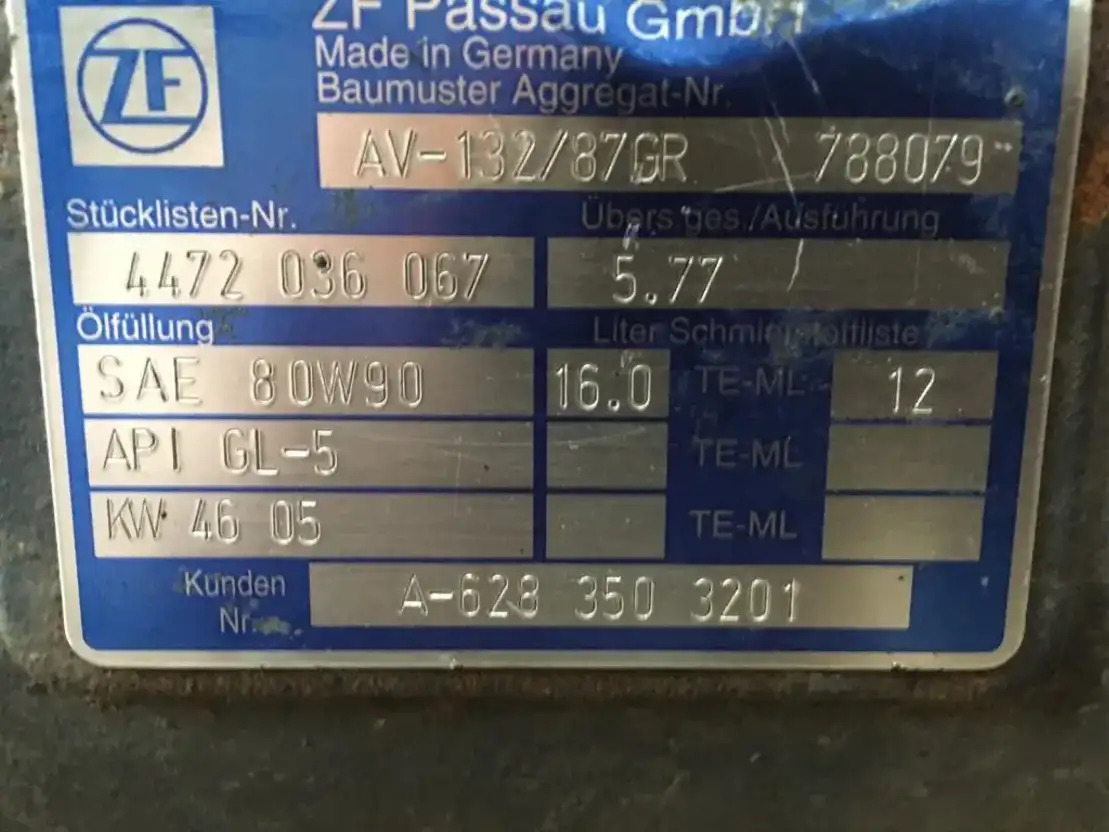 ZF
ZF Passau GmbH
Made in Germany
Baumuster Aggregat-Nr.
AV-132/87GR 788079
Stücklisten-Nr. Übers.ges./Ausführung
4472 036 067 5.77
Ölfüllung Liter Schmierstoffliste
SAE 80W90 16.0 TE-ML 12
API GL-5 TE-ML
KW 46 05 TE-ML
Kunden A-628 350 3201
Nr.